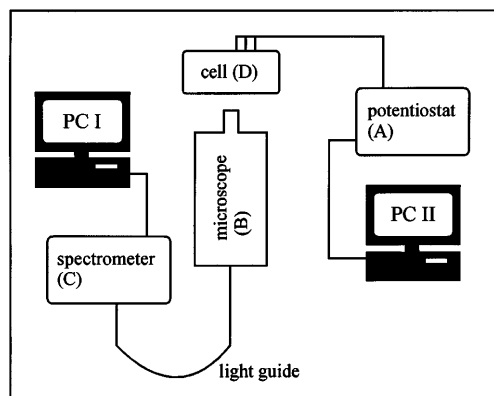 cell (D)
potentiostat
(A)
PC I
microscope
(B)
PC II
spectrometer
(C)
light guide